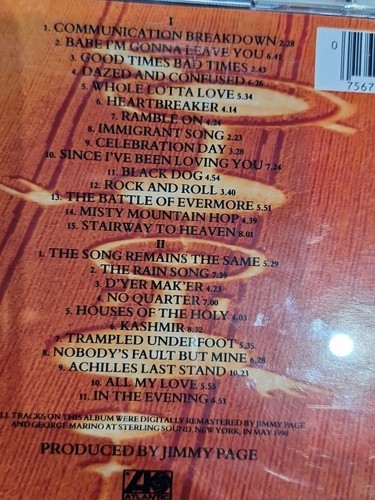 I
1. COMMUNICATION BREAKDOWN 2.28
2. BABE I'M GONNA LEAVE YOU 6.41
3. GOOD TIMES BAD TIMES 2.43
4. DAZED AND CONFUSED 6.26
5. WHOLE LOTTA LOVE 5.34
6. HEARTBREAKER 4.14
7. RAMBLE ON 4.24
8. IMMIGRANT SONG 2.23
9. CELEBRATION DAY 3.28
10. SINCE I'VE BEEN LOVING YOU 7.24
11. BLACK DOG 4.54
12. ROCK AND ROLL 3.40
13. THE BATTLE OF EVERMORE 5.51
14. MISTY MOUNTAIN HOP 4.39
15. STAIRWAY TO HEAVEN 8.01
II
1. THE SONG REMAINS THE SAME 5.29
2. THE RAIN SONG 7.39
3. D'YER MAK'ER 4.23
4. NO QUARTER 7.00
5. HOUSES OF THE HOLY 4.03
6. KASHMIR 8.32
7. TRAMPLED UNDERFOOT 5.35
8. NOBODY'S FAULT BUT MINE 6.28
9. ACHILLES LAST STAND 10.23
10. ALL MY LOVE 5.53
11. IN THE EVENING 6.51
LL TRACKS ON THIS ALBUM WERE DIGITALLY REMASTERED BY JIMMY PAGE
AND GEORGE MARINO AT STERLING SOUND, NEW YORK, IN MAY 1990
PRODUCED BY JIMMY PAGE
ATLANTIC
0
7567